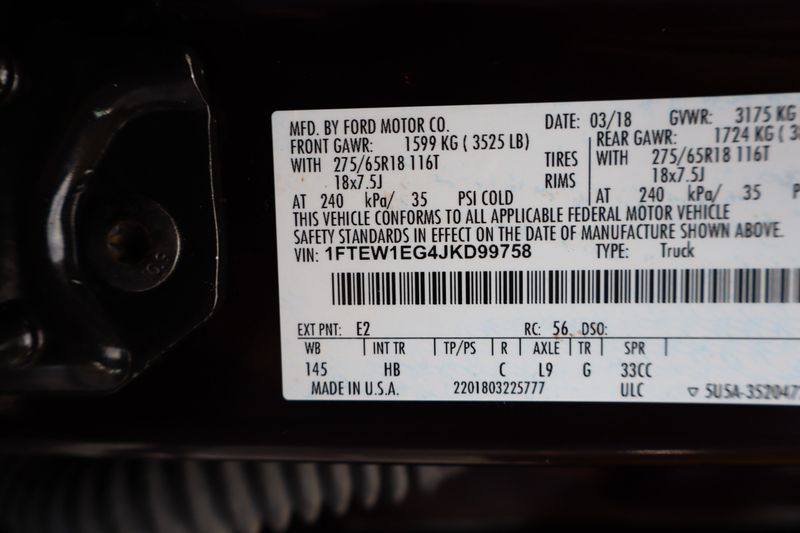 MFD. BY FORD MOTOR CO. DATE: 03/18 GVWR: 3175 KG
FRONT GAWR: 1599 KG ( 3525 LB) REAR GAWR: 1724 KG (
WITH 275/65R18 116T TIRES 275/65R18 116T
18x7.5J RIMS 18x7.5J
AT 240 kPa/ 35 PSI COLD AT 240 kPa/ 35
THIS VEHICLE CONFORMS TO ALL APPLICABLE FEDERAL MOTOR VEHICLE
SAFETY STANDARDS IN EFFECT ON THE DATE OF MANUFACTURE SHOWN ABOVE.
VIN: 1FTEW1EG4JKD99758 TYPE: Truck
EXT PNT: E2 RC: 56 DSO:
WB INT TR TP/PS R AXLE TR SPR
145 HB C L9 G 33CC
MADE IN U.S.A. 2201803225777 ULC